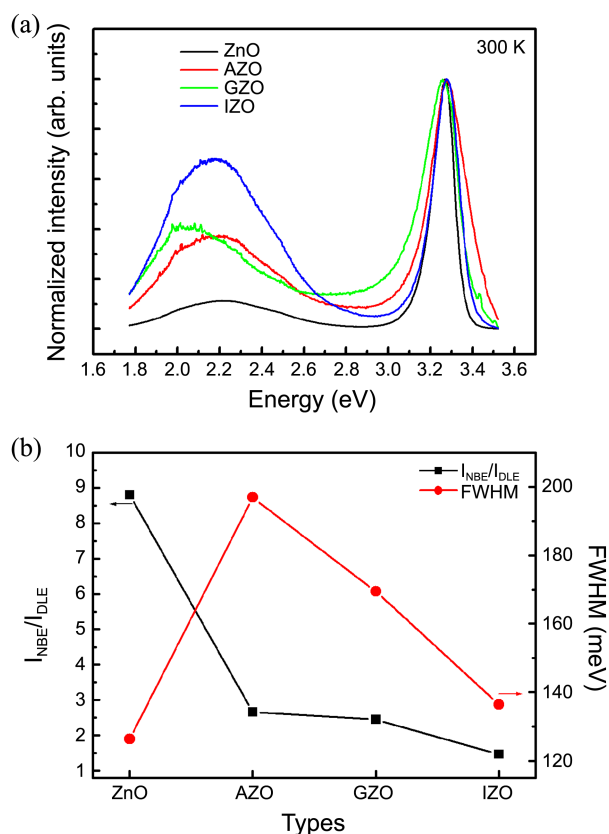 (a)
ZnO
AZO
GZO
IZO
300 K
Normalized intensity (arb. units)
1.6 1.8 2.0 2.2 2.4 2.6 2.8 3.0 3.2 3.4 3.6
Energy (eV)
(b)
I_NBE/I_DLE
FWHM
10
9
8
7
6
5
4
3
2
1
I_NBE/I_DLE
200
180
160
140
120
FWHM (meV)
ZnO AZO GZO IZO
Types